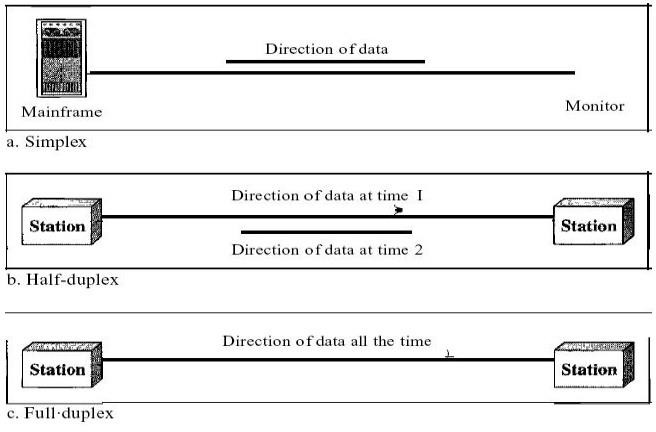 Direction of data
Mainframe
Monitor
a. Simplex
Direction of data at time I
Station
Station
Direction of data at time 2
b. Half-duplex
Direction of data all the time
Station
Station
c. Full·duplex